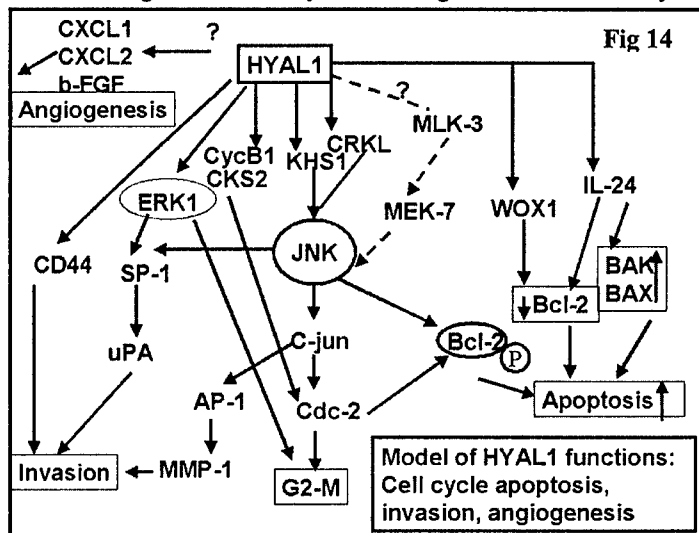 Fig 14
CXCL1
CXCL2
b-FGF
Angiogenesis
?
HYAL1
?
MLK-3
MEK-7
CycB1
CKS2
KHS1
CRKL
ERK1
JNK
WOX1
IL-24
CD44
SP-1
BAK
BAX
Bcl-2
uPA
C-jun
Bcl-2
P
AP-1
Cdc-2
Apoptosis
Invasion
MMP-1
G2-M
Model of HYAL1 functions:
Cell cycle apoptosis,
invasion, angiogenesis